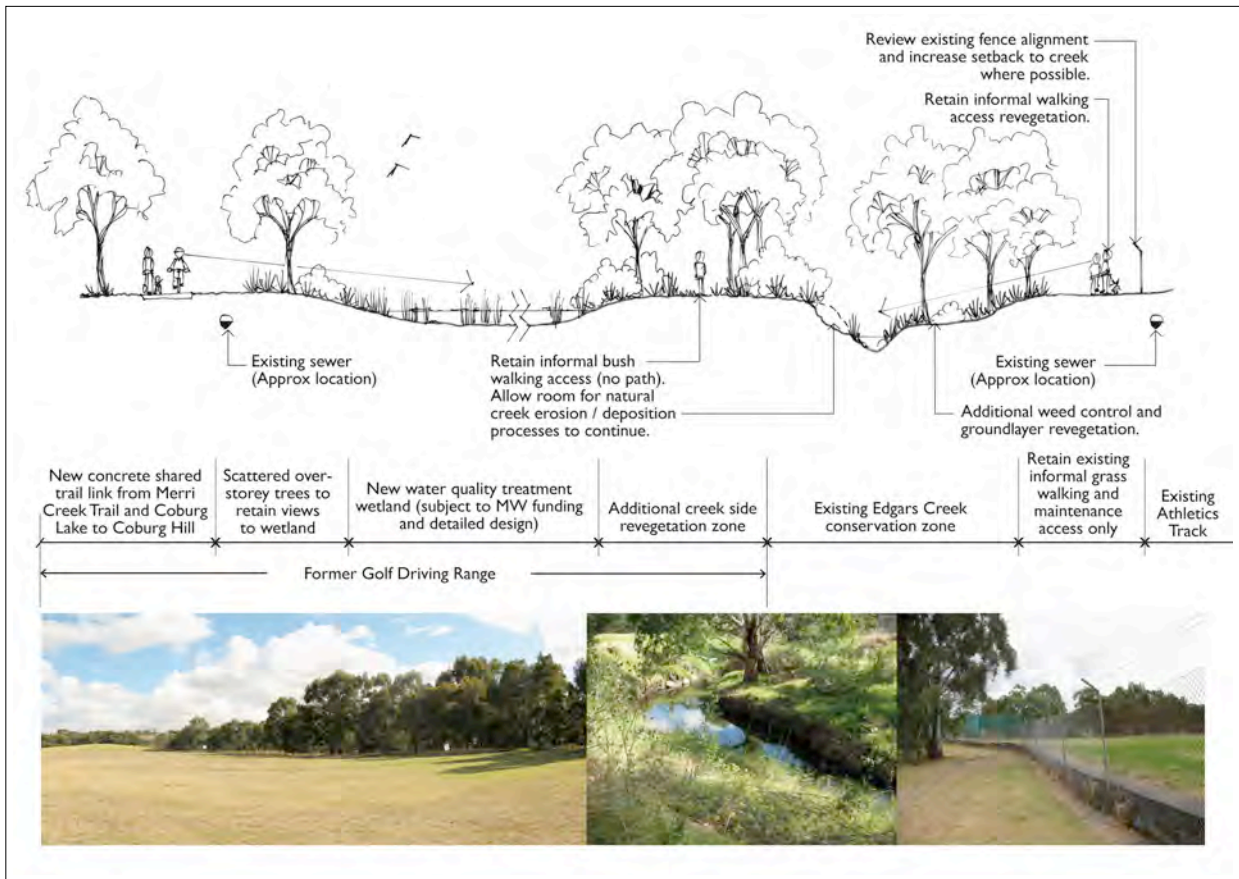 Review existing fence alignment
and increase setback to creek
where possible.
Retain informal walking
access revegetation.
Existing sewer
(Approx location)
Retain informal bush
walking access (no path).
Allow room for natural
creek erosion / deposition
processes to continue.
Existing sewer
(Approx location)
Additional weed control and
groundlayer revegetation.
New concrete shared
trail link from Merri
Creek Trail and Coburg
Lake to Coburg Hill
Scattered over-
storey trees to
retain views
to wetland
New water quality treatment
wetland (subject to MW funding
and detailed design)
Additional creek side
revegetation zone
Existing Edgars Creek
conservation zone
Retain existing
informal grass
walking and
maintenance
access only
Existing
Athletics
Track
Former Golf Driving Range